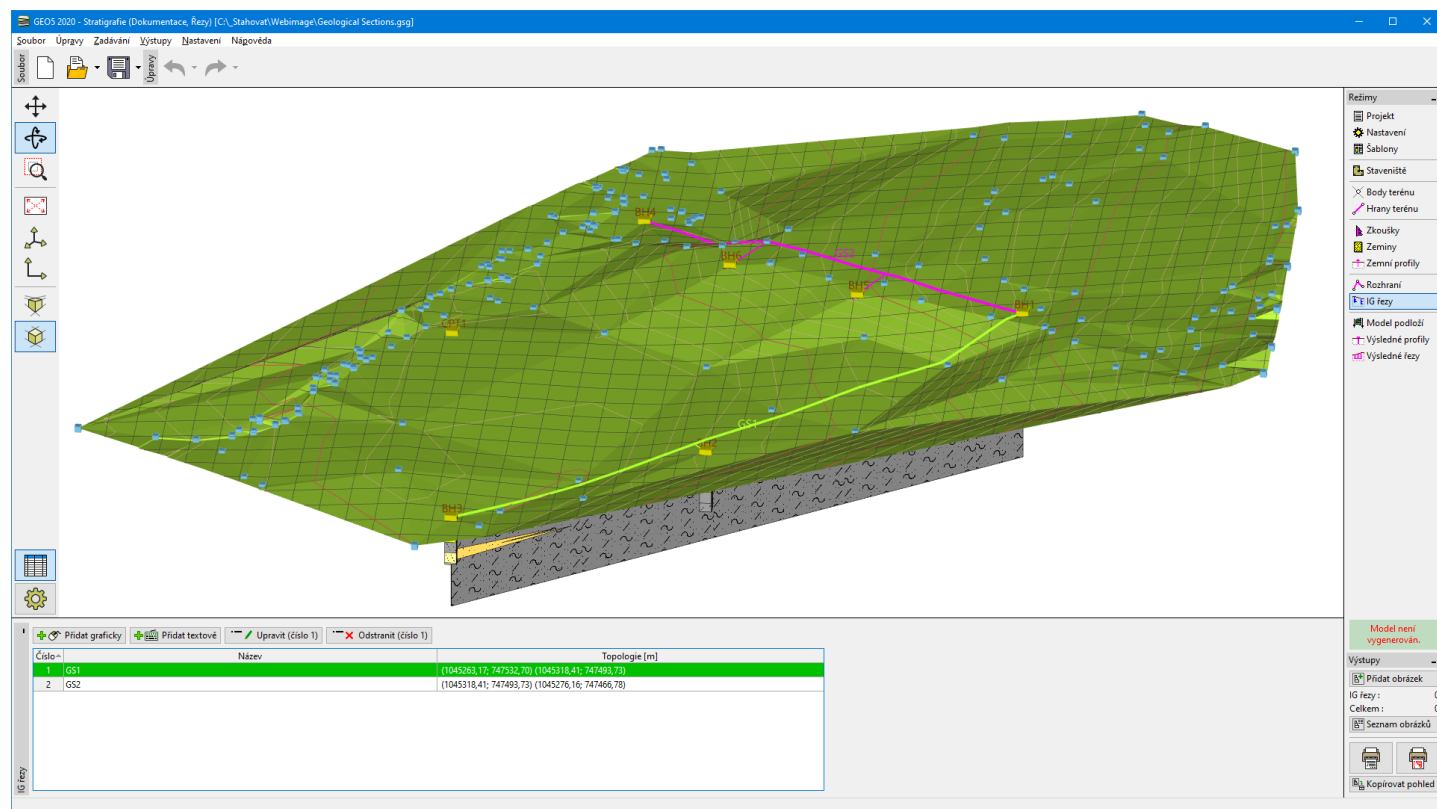 GEO5 2020 - Stratigrafie (Dokumentace, Řezy) [C:\_Stahovat\Webimage\Geological Sections.gsg]
Soubor Úpravy Zadávání Výstupy Nastavení Nápověda
Soubor
Úpravy
Režimy
Projekt
Nastavení
Šablony
Staveniště
Body terénu
Hrany terénu
Zkoušky
Zeminy
Zemní profily
Rozhraní
IG řezy
Model podloží
Výsledné profily
Výsledné řezy
BH4
BH6
BH5
BH1
CPT1
GS1
BH2
BH3
Přidat graficky Přidat textově Upravit (číslo 1) Odstranit (číslo 1)
Číslo Název Topologie [m]
1 GS1 (1045263,17; 747532,70) (1045318,41; 747493,73)
2 GS2 (1045318,41; 747493,73) (1045276,16; 747466,78)
IG řezy
Model není
vygenerován.
Výstupy
Přidat obrázek
IG řezy : 0
Celkem : 0
Seznam obrázků
Kopírovat pohled